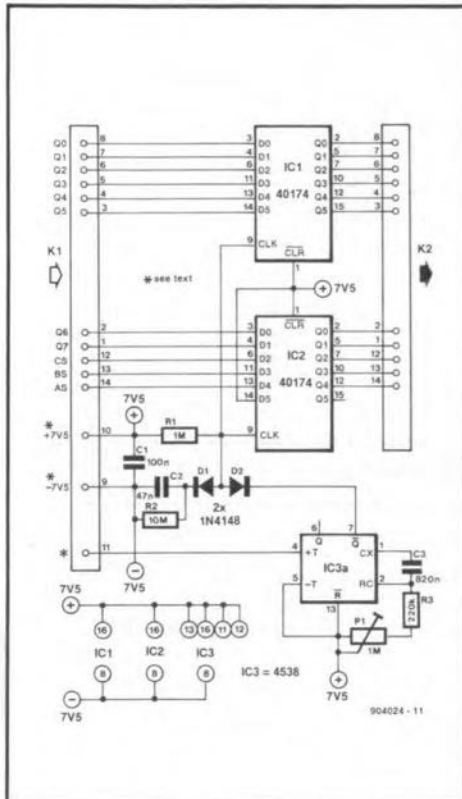 Q0 8 3 D0 IC1 40174 Q0 2 8
Q1 7 4 D1 Q1 5 7
Q2 6 6 D2 Q2 7 6
Q3 5 11 D3 Q3 10 5
Q4 4 13 D4 Q4 12 4
Q5 3 14 D5 Q5 15 3
9 CLK
CLR
1
K1
K2
* see text
+ 7V5
1
CLR
Q6 2 3 D0 Q0 2 2
Q7 1 4 D1 IC2 Q1 5 1
CS 12 6 D2 Q2 7 12
BS 13 11 D3 40174 Q3 10 13
AS 14 13 D4 Q4 12 14
14 D5 Q5 15
7V5
+
*
+7V5 10 R1 1M 9 CLK
C1
100n
*
-7V5 9 C2 47n D1 D2
2x
1N4148
R2
10M
6 7
Q Q
* 11 4 +T CX 1 C3
820n
IC3a
5 -T RC 2
R
13
R3
220k
P1
1M
-
7V5
7V5 +
16 16 13 16 11 12
IC1 IC2 IC3
8 8 8
-
7V5
IC3 = 4538
+
7V5
904024 - 11